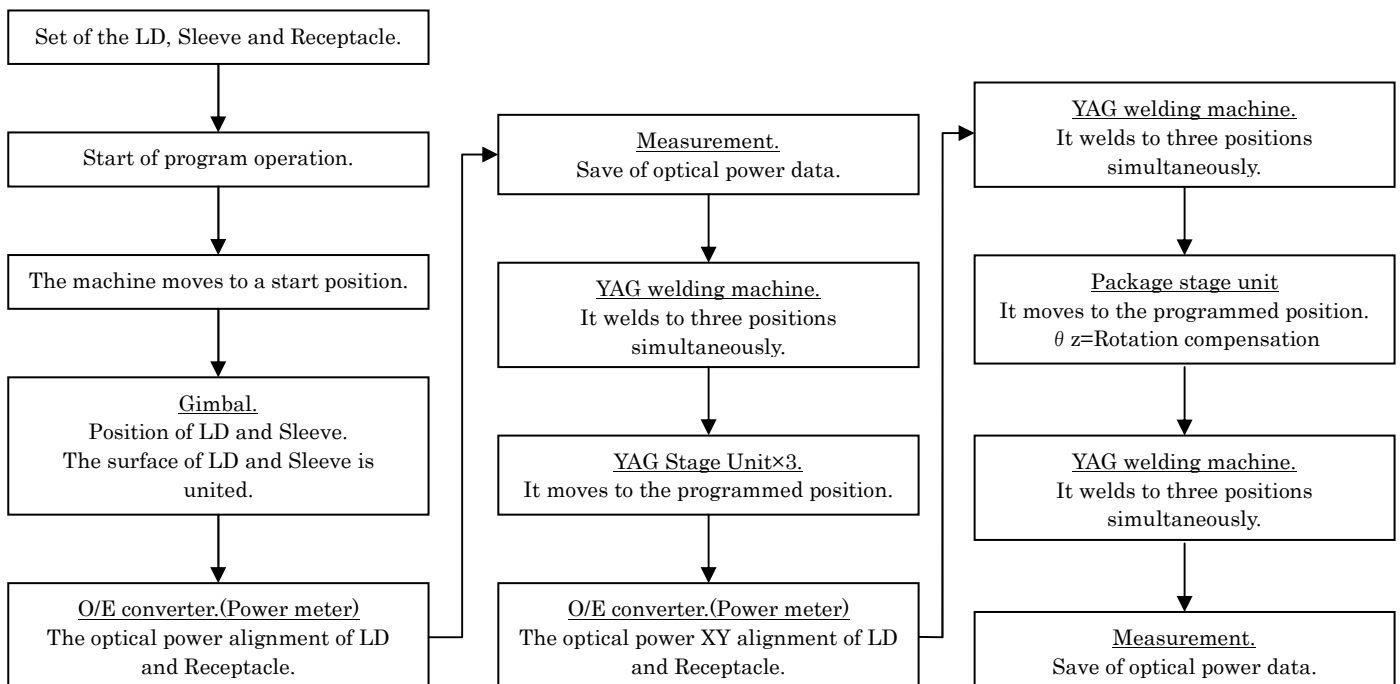 Set of the LD, Sleeve and Receptacle.
Start of program operation.
The machine moves to a start position.
Gimbal.
Position of LD and Sleeve.
The surface of LD and Sleeve is
united.
O/E converter.(Power meter)
The optical power alignment of LD
and Receptacle.
Measurement.
Save of optical power data.
YAG welding machine.
It welds to three positions
simultaneously.
YAG Stage Unit×3.
It moves to the programmed position.
O/E converter.(Power meter)
The optical power XY alignment of LD
and Receptacle.
YAG welding machine.
It welds to three positions
simultaneously.
Package stage unit
It moves to the programmed position.
θ z=Rotation compensation
YAG welding machine.
It welds to three positions
simultaneously.
Measurement.
Save of optical power data.